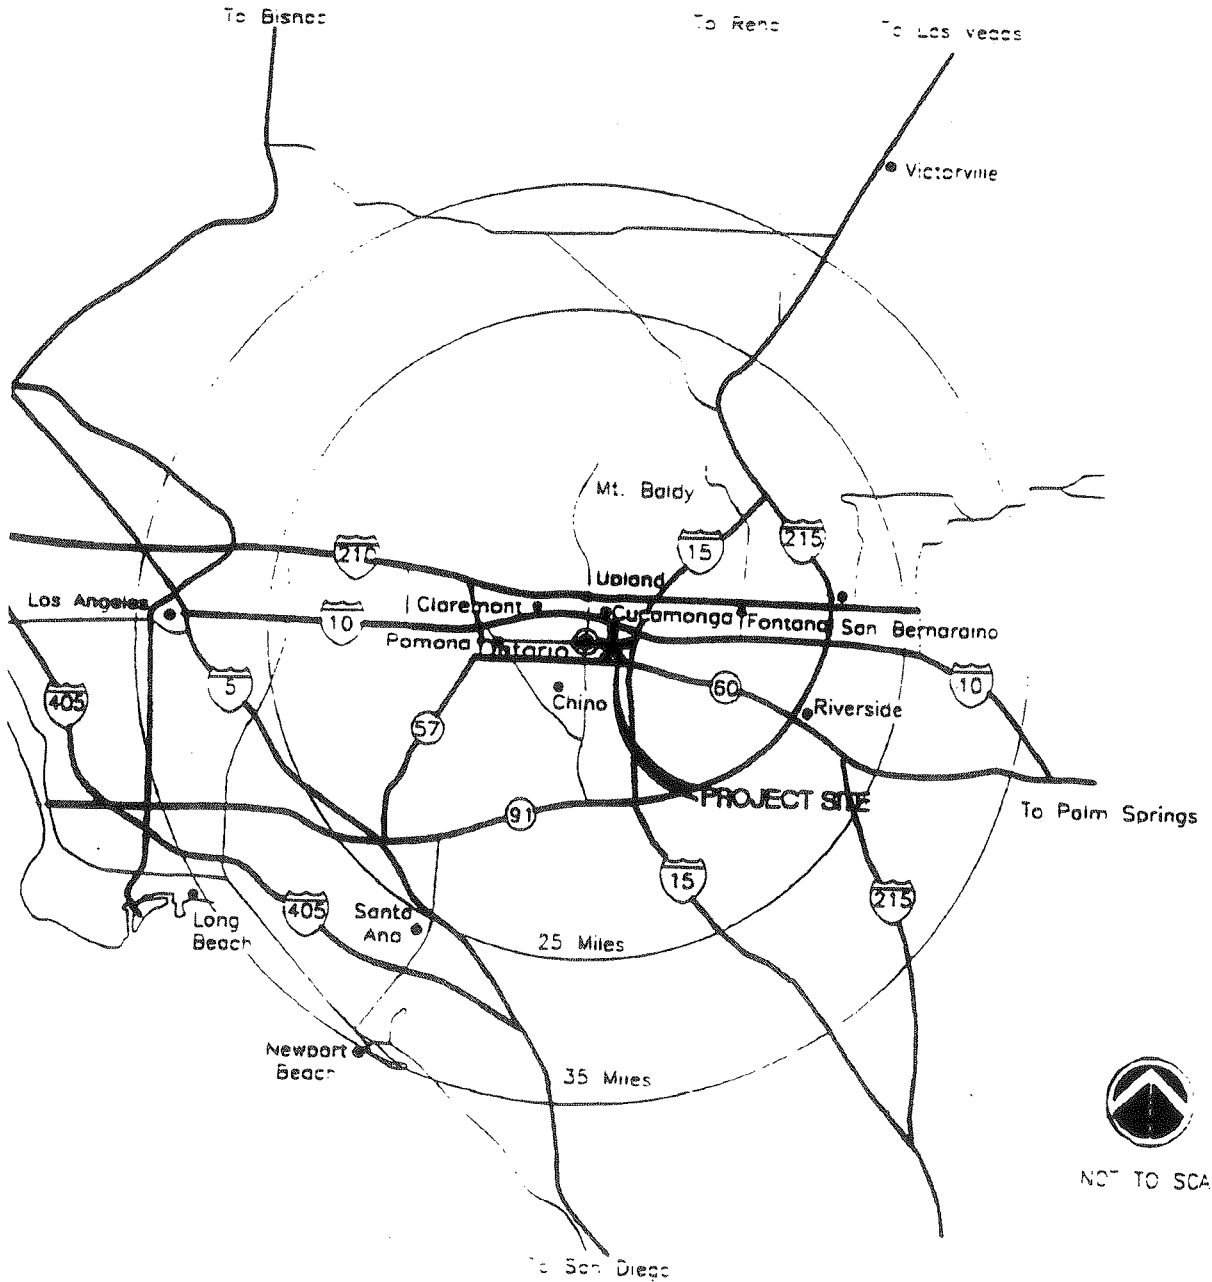 To Bishop
To Reno
To Las Vegas
Victorville
Mt. Baldy
210
15
215
Upland
Los Angeles
10
Claremont
Cucamonga
Fontana
San Bernardino
Pomona
Ontario
405
5
57
Chino
60
Riverside
10
PROJECT SITE
91
To Palm Springs
15
215
405
Long
Beach
Santa
Ana
25 Miles
Newport
Beach
35 Miles
NOT TO SCA
To San Diego